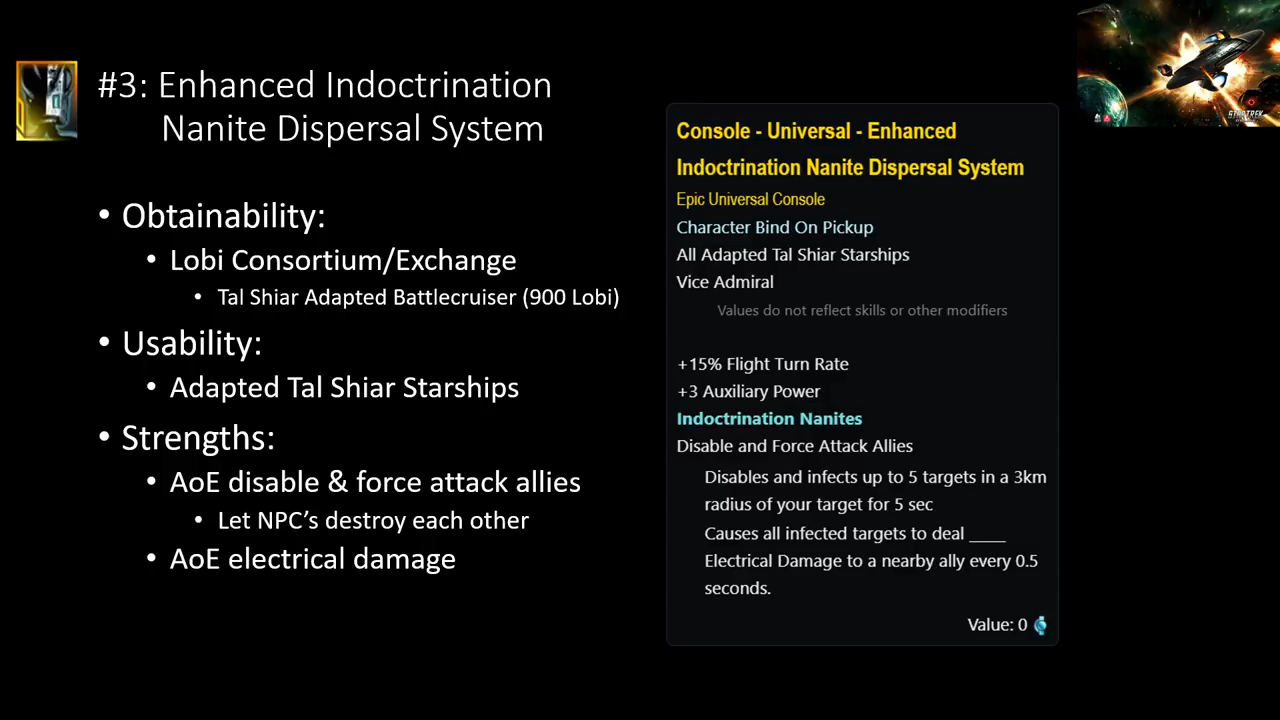 #3: Enhanced Indoctrination
Nanite Dispersal System
• Obtainability:
• Lobi Consortium/Exchange
• Tal Shiar Adapted Battlecruiser (900 Lobi)
• Usability:
• Adapted Tal Shiar Starships
• Strengths:
• AoE disable & force attack allies
• Let NPC’s destroy each other
• AoE electrical damage
Console - Universal - Enhanced
Indoctrination Nanite Dispersal System
Epic Universal Console
Character Bind On Pickup
All Adapted Tal Shiar Starships
Vice Admiral
Values do not reflect skills or other modifiers
+15% Flight Turn Rate
+3 Auxiliary Power
Indoctrination Nanites
Disable and Force Attack Allies
Disables and infects up to 5 targets in a 3km
radius of your target for 5 sec
Causes all infected targets to deal ____
Electrical Damage to a nearby ally every 0.5
seconds.
Value: 0
STAR TREK